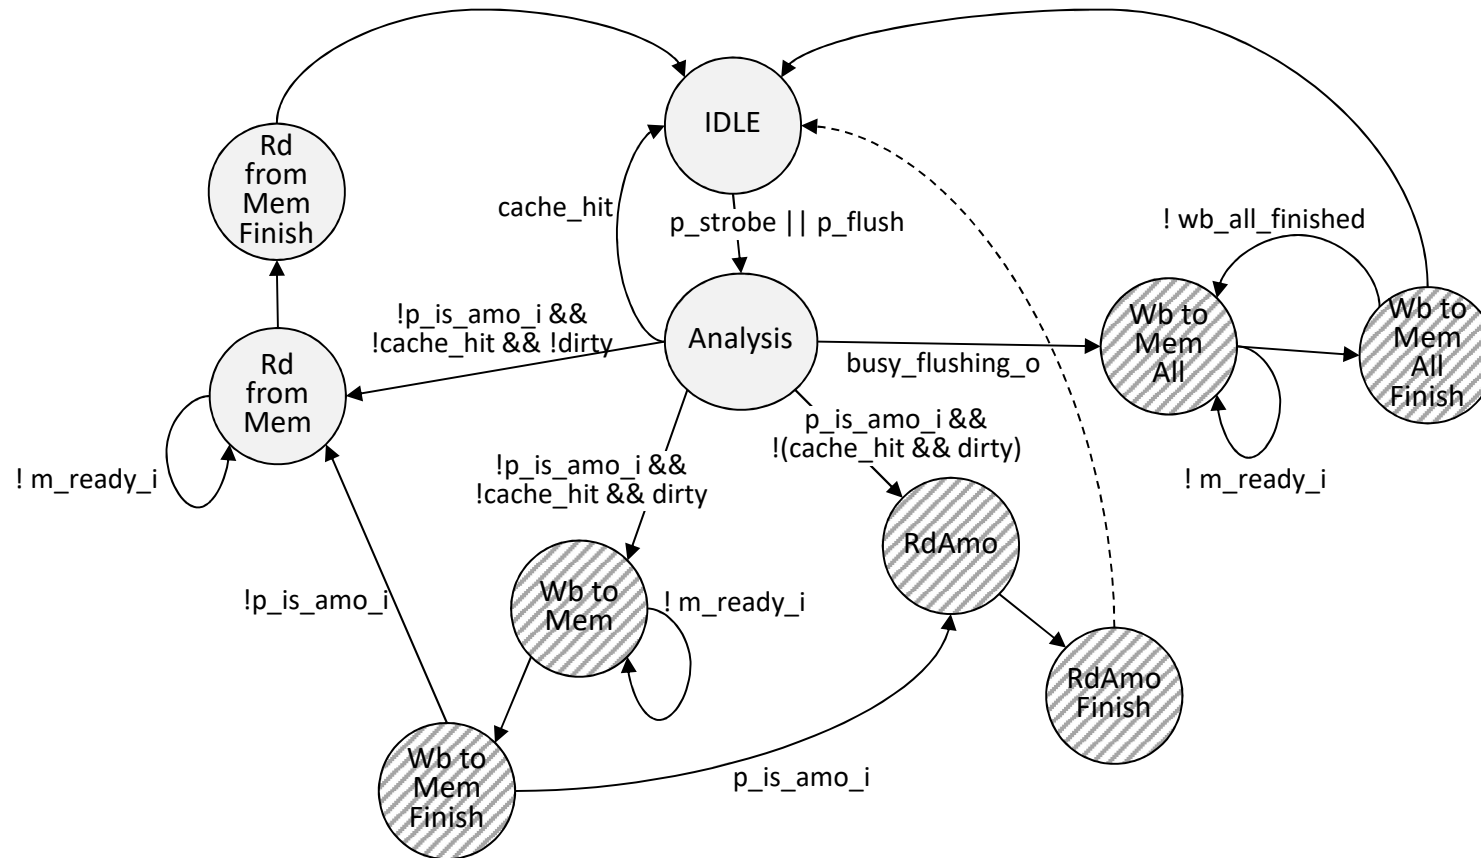 IDLE
Rd
from
Mem
Finish
cache_hit
p_strobe || p_flush
! wb_all_finished
!p_is_amo_i &&
!cache_hit && !dirty
Analysis
busy_flushing_o
Wb to
Mem
All
Wb to
Mem
All
Finish
Rd
from
Mem
! m_ready_i
p_is_amo_i &&
!(cache_hit && dirty)
! m_ready_i
!p_is_amo_i &&
!cache_hit && dirty
RdAmo
!p_is_amo_i
Wb to
Mem
! m_ready_i
RdAmo
Finish
Wb to
Mem
Finish
p_is_amo_i